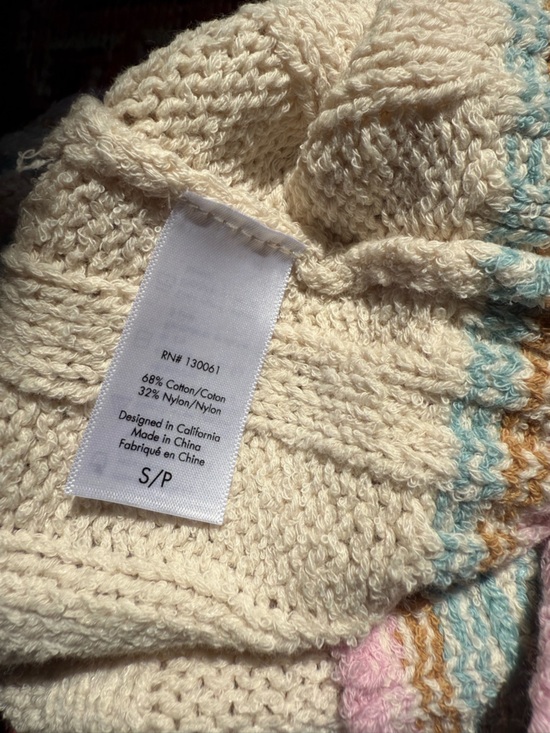 RN# 130061
68% Cotton/Coton
32% Nylon/Nylon
Designed in California
Made in China
Fabriqué en Chine
S/P